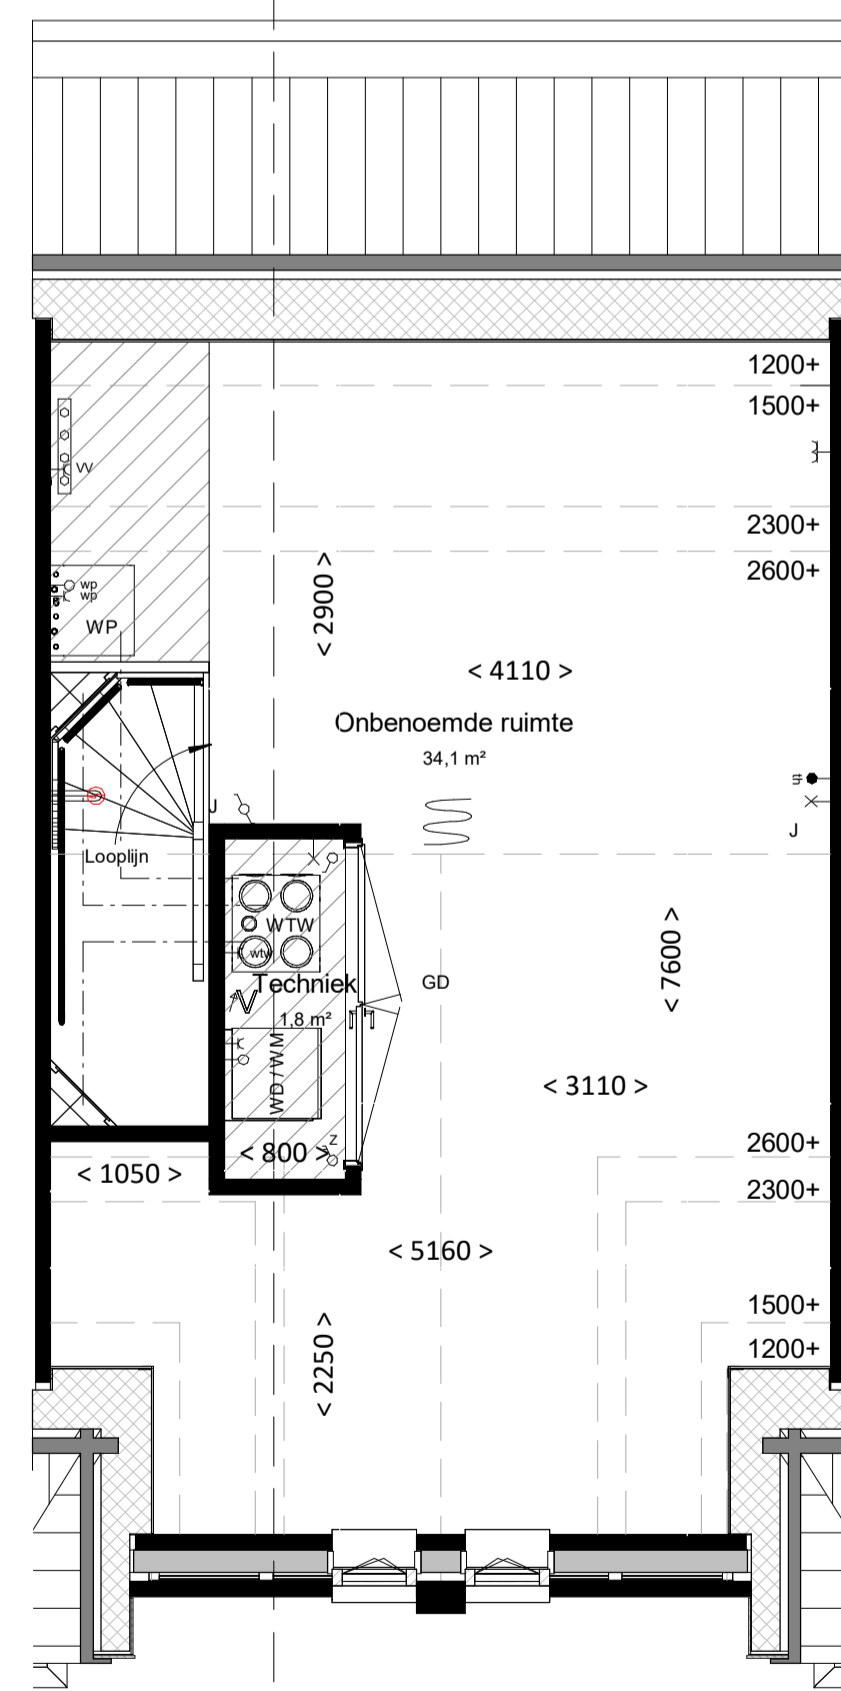 1200+
1500+
VV
2300+
2600+
< 2900 >
wp
wp
WP
< 4110 >
Onbenoemde ruimte
34,1 m²
J
J
Looplijn
WTW
wtw
< 7600 >
Techniek
GD
V
1,8 m²
WD / WM
< 3110 >
z
< 800 >
2600+
< 1050 >
2300+
< 5160 >
1500+
1200+
< 2250 >